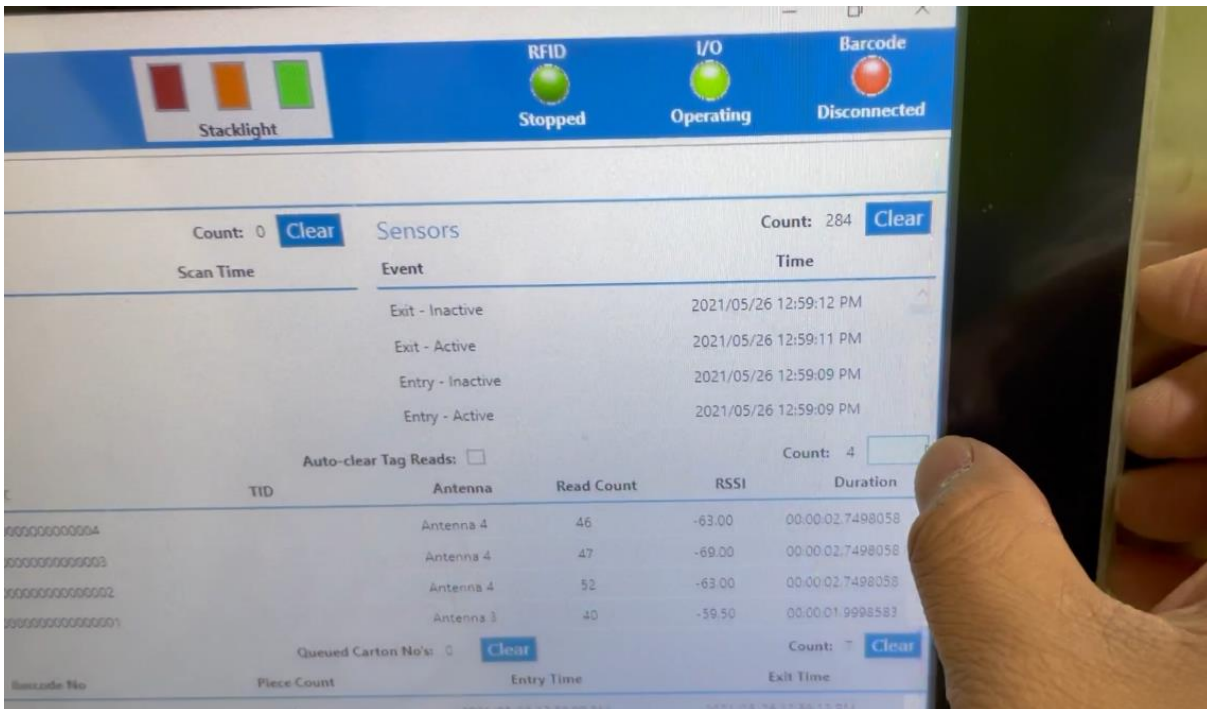 RFID I/O Barcode
Stacklight Stopped Operating Disconnected
Count: 0 Clear Sensors Count: 284 Clear
Scan Time Event Time
Exit - Inactive 2021/05/26 12:59:12 PM
Exit - Active 2021/05/26 12:59:11 PM
Entry - Inactive 2021/05/26 12:59:09 PM
Entry - Active 2021/05/26 12:59:09 PM
Auto-clear Tag Reads: Count: 4
TID Antenna Read Count RSSI Duration
Antenna 4 46 -63.00 00:00:02.7498058
Antenna 4 47 -69.00 00:00:02.7498058
Antenna 4 52 -63.00 00:00:02.7498058
Antenna 3 40 -59.50 00:00:01.9998583
Queued Carton No's: 0 Clear Count: 7 Clear
Barcode No Piece Count Entry Time Exit Time